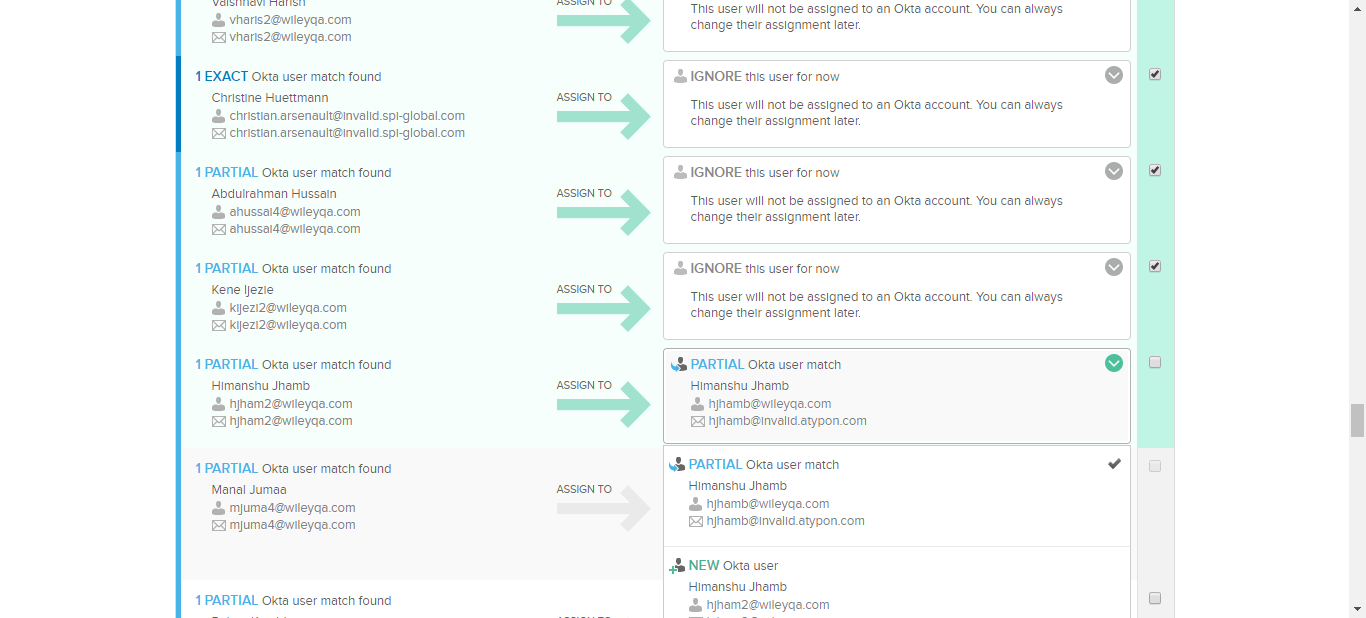 Vaishnavi Harish
vharis2@wileyqa.com
vharis2@wileyqa.com
ASSIGN TO
This user will not be assigned to an Okta account. You can always
change their assignment later.
1 EXACT Okta user match found
Christine Huettmann
christian.arsenault@invalid.spi-global.com
christian.arsenault@invalid.spi-global.com
ASSIGN TO
IGNORE this user for now
This user will not be assigned to an Okta account. You can always
change their assignment later.
1 PARTIAL Okta user match found
Abdulrahman Hussain
ahussai4@wileyqa.com
ahussai4@wileyqa.com
ASSIGN TO
IGNORE this user for now
This user will not be assigned to an Okta account. You can always
change their assignment later.
1 PARTIAL Okta user match found
Kene Ijezie
kijezi2@wileyqa.com
kijezi2@wileyqa.com
ASSIGN TO
IGNORE this user for now
This user will not be assigned to an Okta account. You can always
change their assignment later.
1 PARTIAL Okta user match found
Himanshu Jhamb
hjham2@wileyqa.com
hjham2@wileyqa.com
ASSIGN TO
PARTIAL Okta user match
Himanshu Jhamb
hjhamb@wileyqa.com
hjhamb@invalid.atypon.com
1 PARTIAL Okta user match found
Manal Jumaa
mjuma4@wileyqa.com
mjuma4@wileyqa.com
ASSIGN TO
PARTIAL Okta user match
Himanshu Jhamb
hjhamb@wileyqa.com
hjhamb@invalid.atypon.com
NEW Okta user
Himanshu Jhamb
hjham2@wileyqa.com
1 PARTIAL Okta user match found